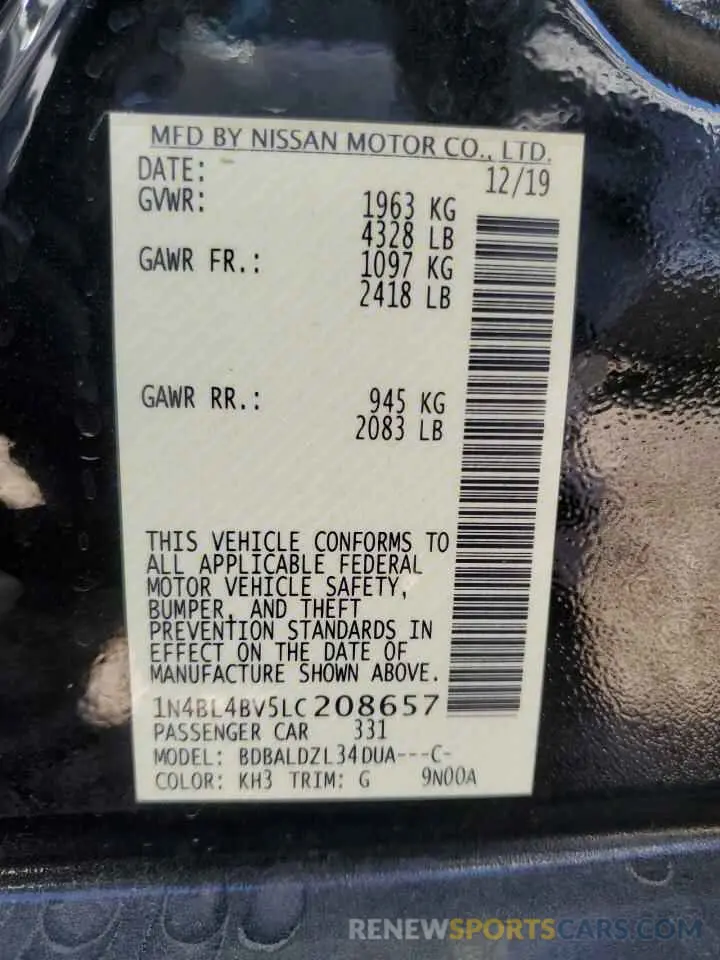 MFD BY NISSAN MOTOR CO., LTD.
DATE: 12/19
GVWR: 1963 KG
4328 LB
GAWR FR.: 1097 KG
2418 LB
GAWR RR.: 945 KG
2083 LB
THIS VEHICLE CONFORMS TO
ALL APPLICABLE FEDERAL
MOTOR VEHICLE SAFETY,
BUMPER, AND THEFT
PREVENTION STANDARDS IN
EFFECT ON THE DATE OF
MANUFACTURE SHOWN ABOVE.
1N4BL4BV5LC208657
PASSENGER CAR 331
MODEL: BDBALDZL34DUA---C-
COLOR: KH3 TRIM: G 9N00A
RENEWSPORTSCARS.COM